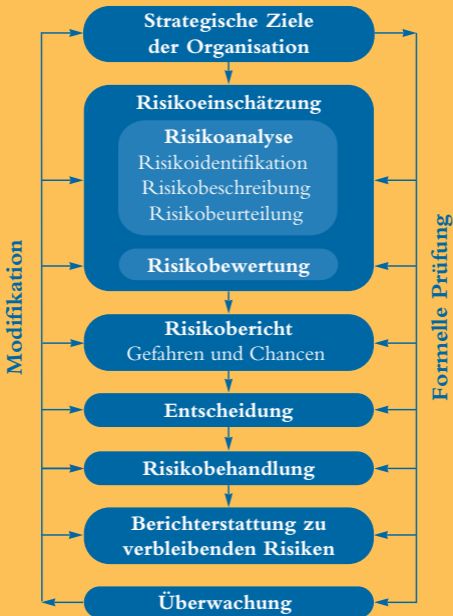 Strategische Ziele
der Organisation
Risikoeinschätzung
Risikoanalyse
Risikoidentifikation
Risikobeschreibung
Risikobeurteilung
Risikobewertung
Risikobericht
Gefahren und Chancen
Entscheidung
Risikobehandlung
Berichterstattung zu
verbleibenden Risiken
Überwachung
Modifikation
Formelle Prüfung